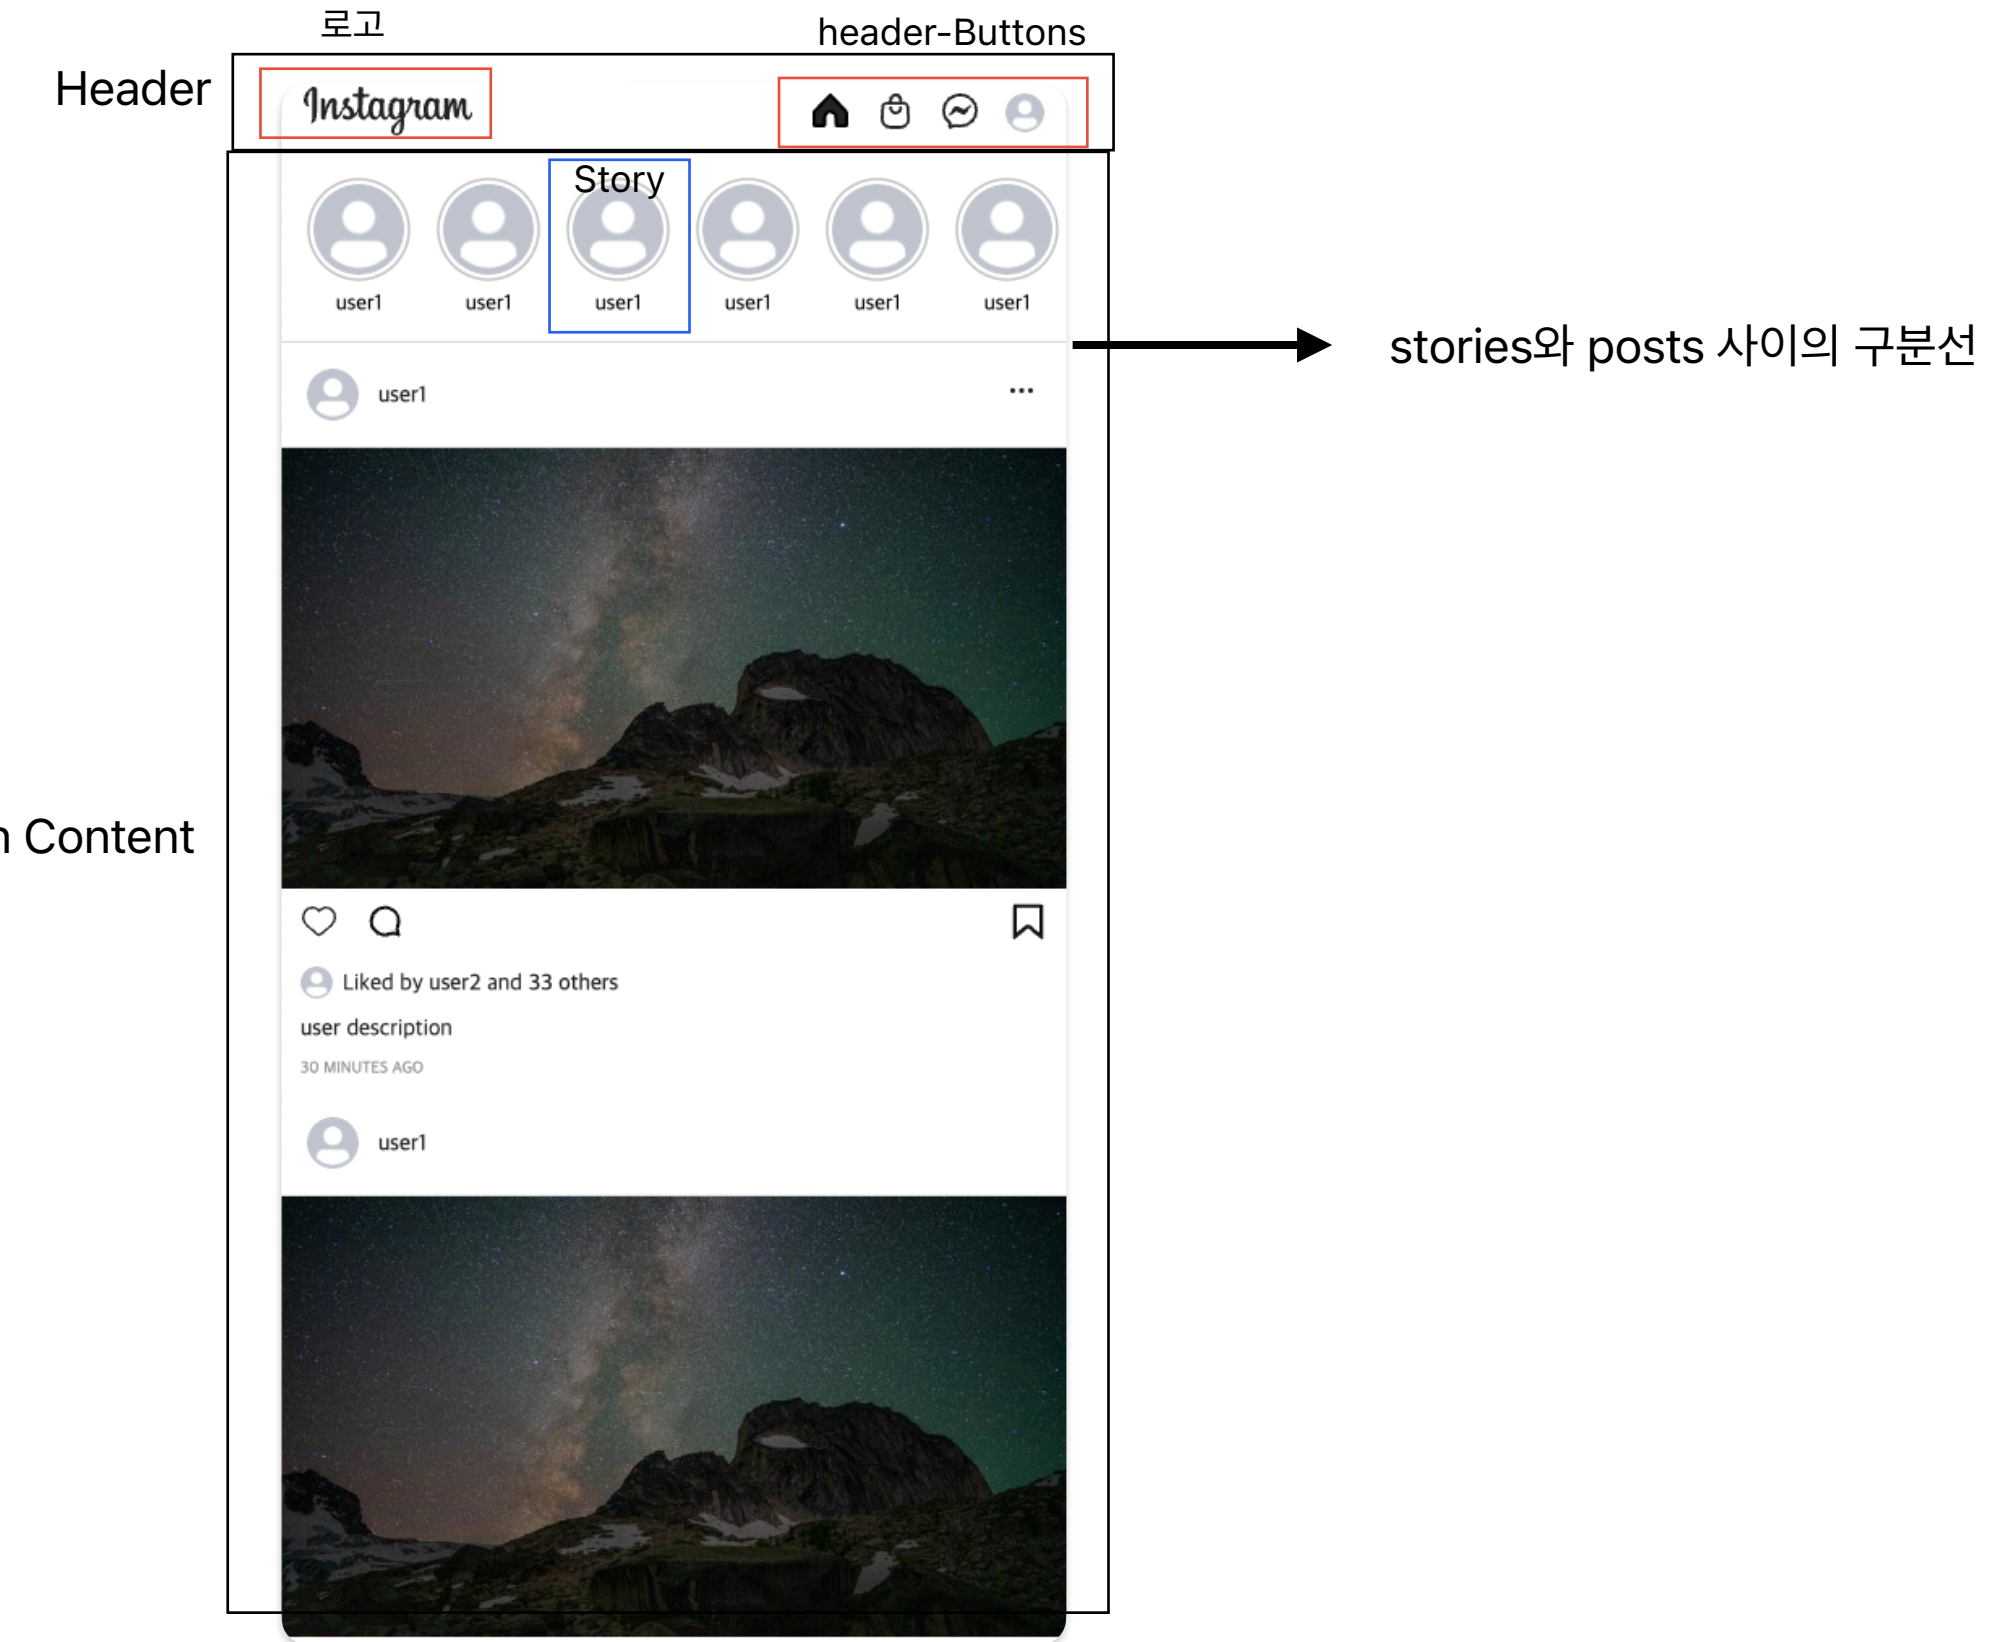 로고
header-Buttons
Header
Instagram
Story
user1 user1 user1 user1 user1 user1
stories와 posts 사이의 구분선
user1
n Content
Liked by user2 and 33 others
user description
30 MINUTES AGO
user1